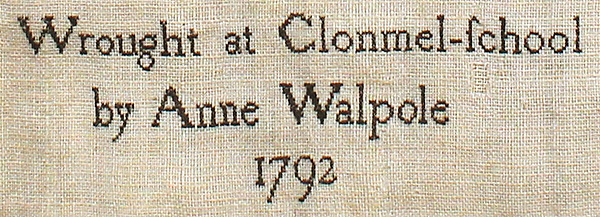 Wrought at Clonmel-ſchool
by Anne Walpole
1792